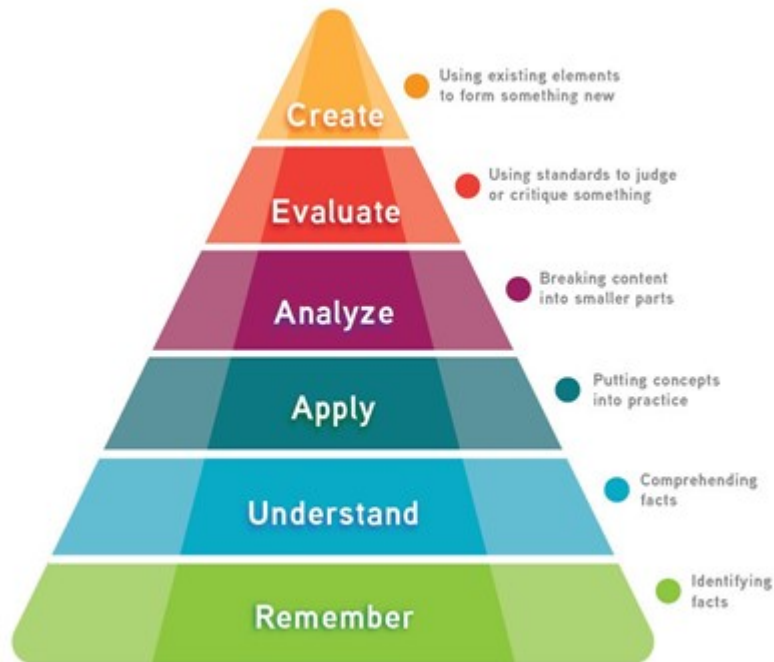 Create
Using existing elements
to form something new
Evaluate
Using standards to judge
or critique something
Analyze
Breaking content
into smaller parts
Apply
Putting concepts
into practice
Understand
Comprehending
facts
Remember
Identifying
facts